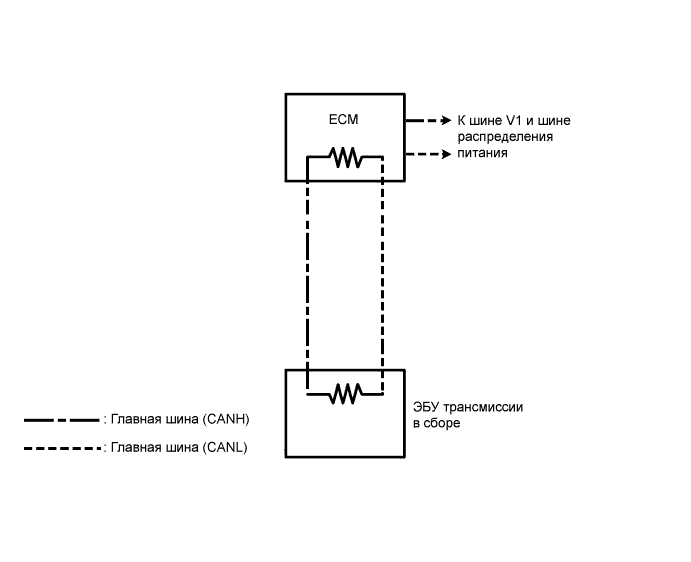 ECM
К шине V1 и шине
распределения
питания
ЭБУ трансмиссии
в сборе
: Главная шина (CANH)
: Главная шина (CANL)